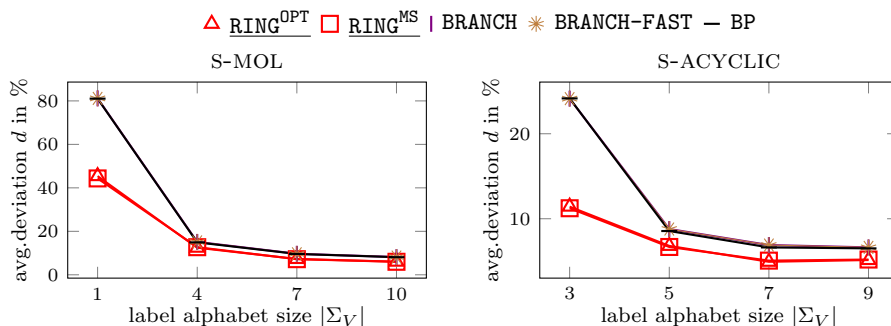 RING^OPT RING^MS BRANCH BRANCH-FAST BP
S-MOL
avg.deviation d in %
80
60
40
20
0
1 4 7 10
label alphabet size |Σ_V|
S-ACYCLIC
avg.deviation d in %
20
10
3 5 7 9
label alphabet size |Σ_V|